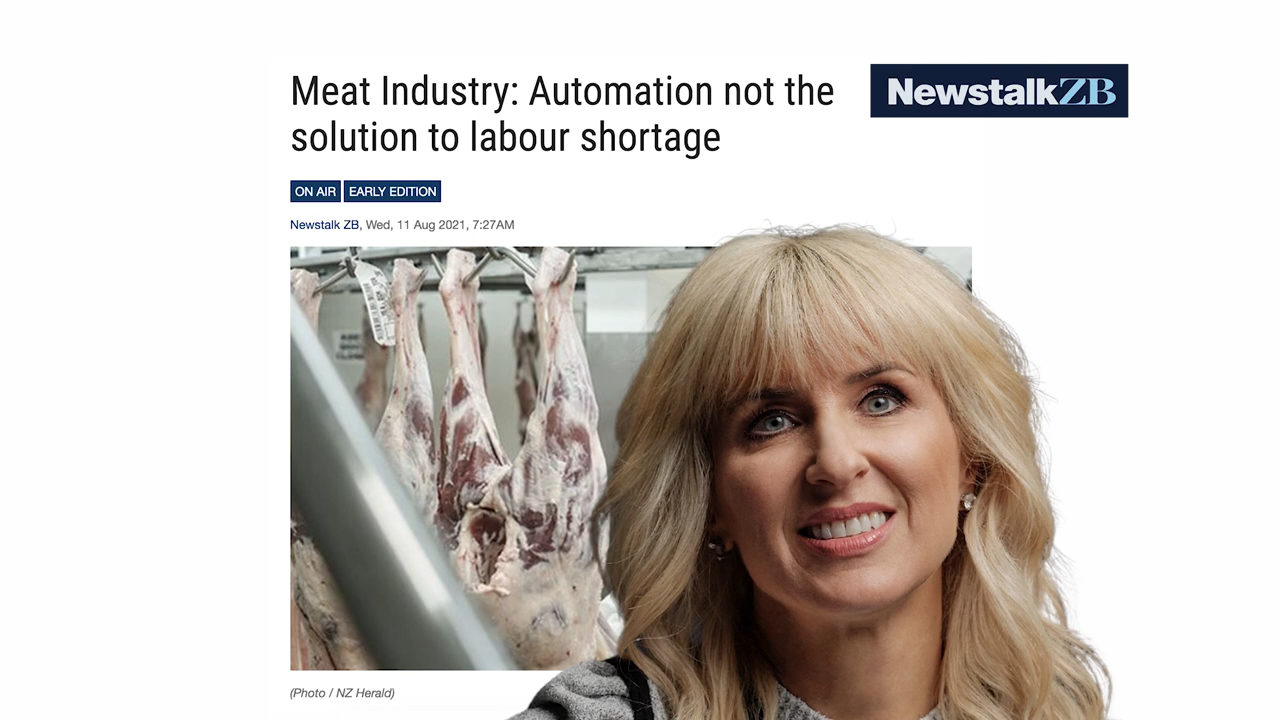 Meat Industry: Automation not the
solution to labour shortage
NewstalkZB
ON AIR EARLY EDITION
Newstalk ZB, Wed, 11 Aug 2021, 7:27AM
(Photo / NZ Herald)